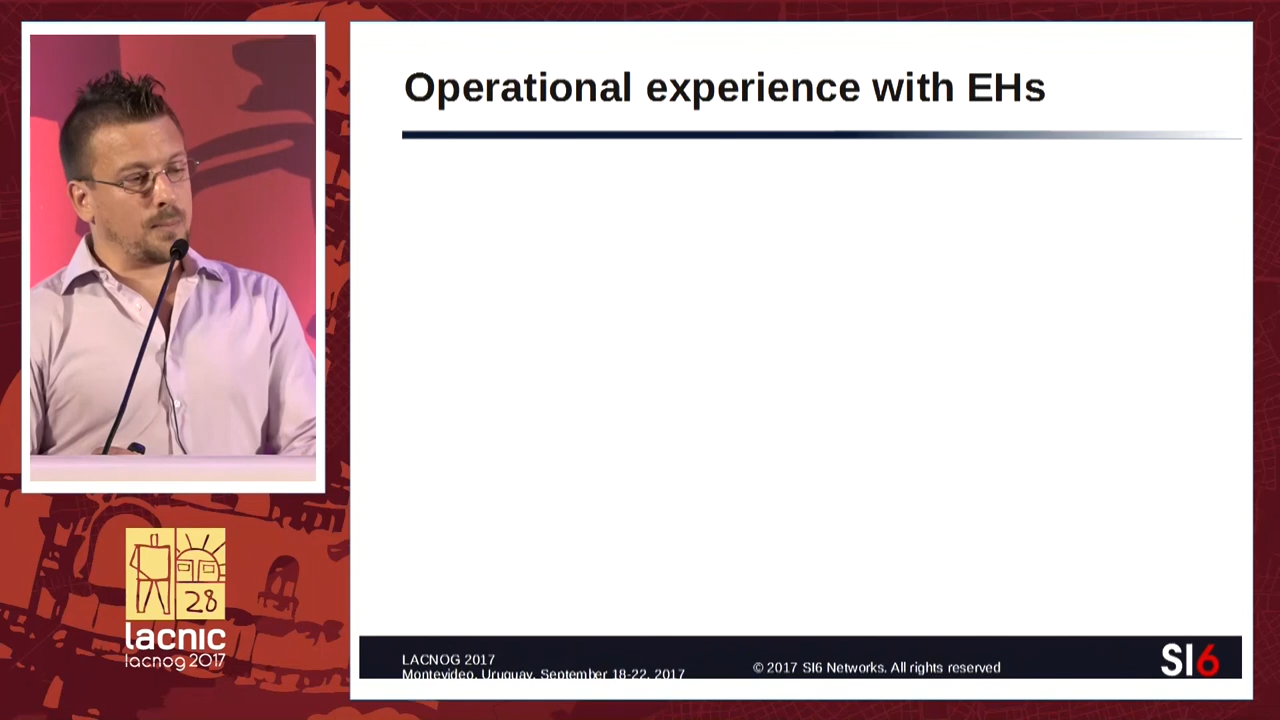 Operational experience with EHs
28
lacnic
lacnog 2017
LACNOG 2017
Montevideo, Uruguay, September 18-22, 2017
© 2017 SI6 Networks. All rights reserved
SI6